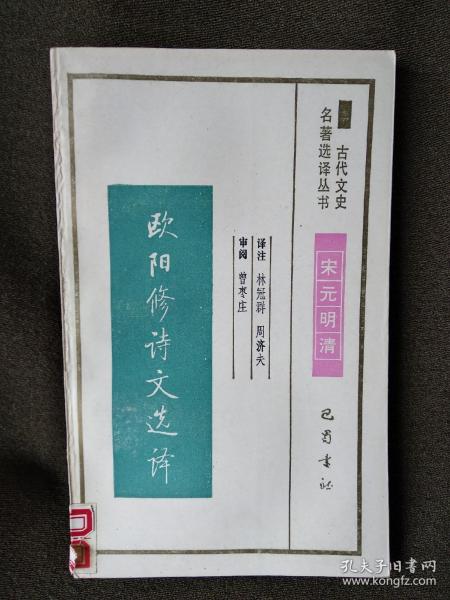 古代文史
名著选译丛书
宋元明清
巴蜀书社
译注 林冠群 周济夫
审阅 曾枣庄
欧阳修诗文选译
孔夫子旧书网
www.kongfz.com